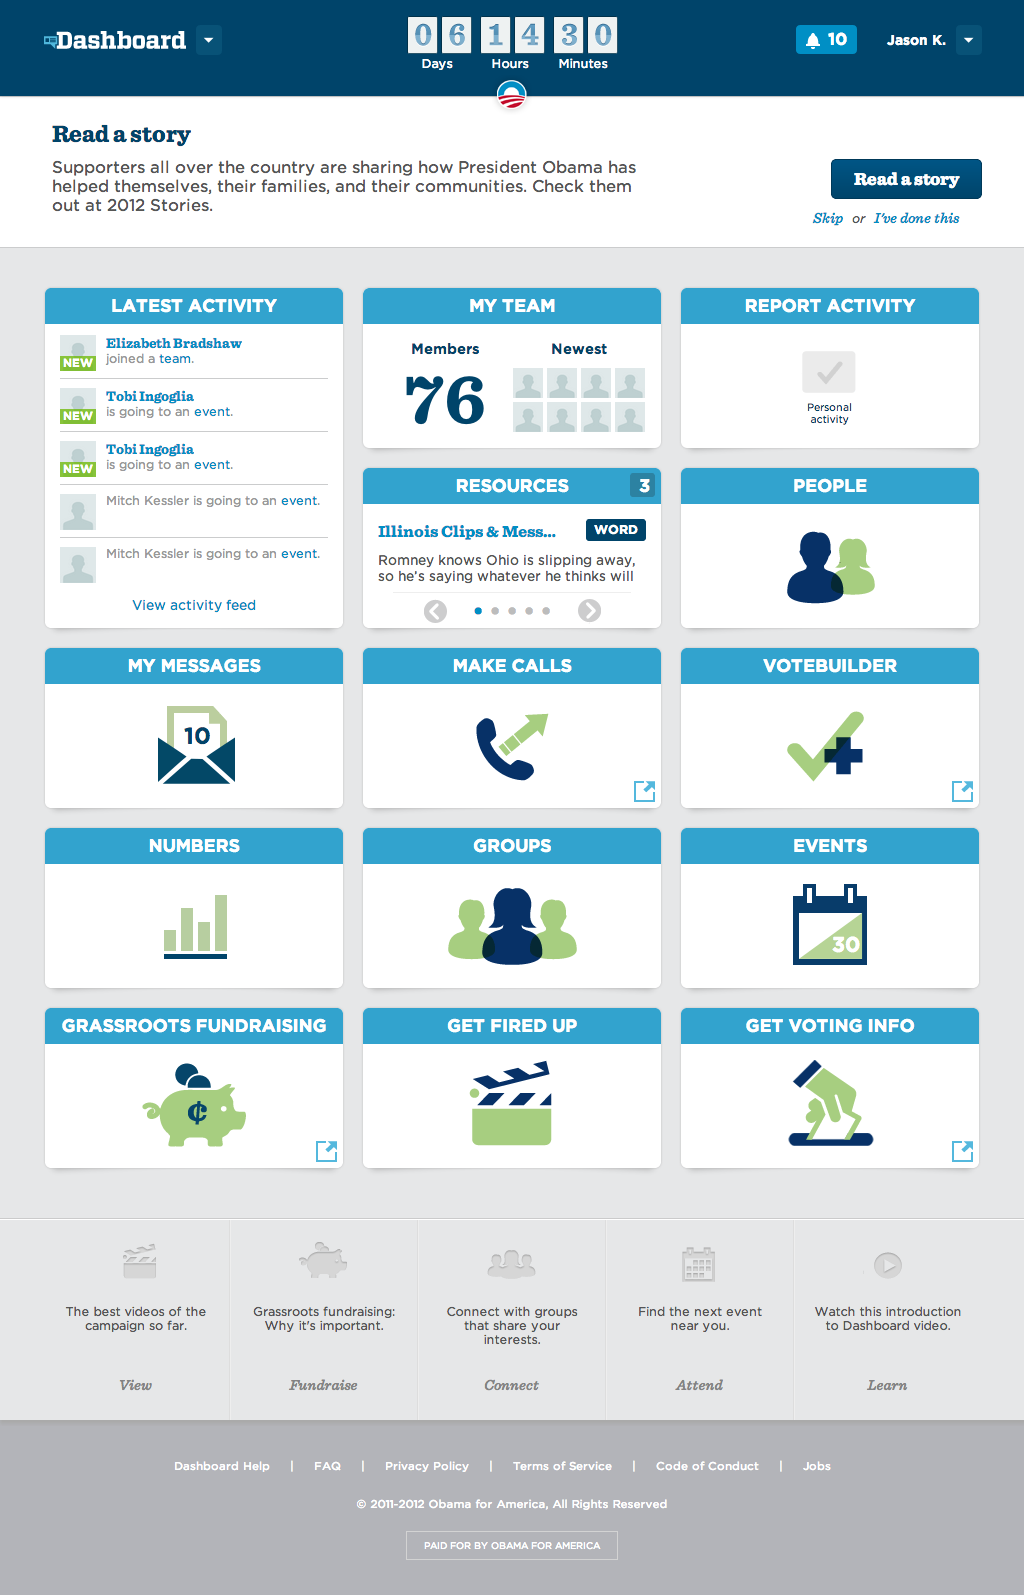 Dashboard
06 14 30
Days Hours Minutes
10
Jason K.
Read a story
Supporters all over the country are sharing how President Obama has
helped themselves, their families, and their communities. Check them
out at 2012 Stories.
Read a story
Skip or I've done this
LATEST ACTIVITY
NEW
Elizabeth Bradshaw
joined a team.
NEW
Tobi Ingoglia
is going to an event.
NEW
Tobi Ingoglia
is going to an event.
Mitch Kessler is going to an event.
Mitch Kessler is going to an event.
View activity feed
MY TEAM
Members
76
Newest
REPORT ACTIVITY
Personal
activity
RESOURCES 3
Illinois Clips & Mess... WORD
Romney knows Ohio is slipping away,
so he's saying whatever he thinks will
PEOPLE
MY MESSAGES
10
MAKE CALLS
VOTEBUILDER
NUMBERS
GROUPS
EVENTS
30
GRASSROOTS FUNDRAISING
¢
GET FIRED UP
GET VOTING INFO
The best videos of the
campaign so far.
View
Grassroots fundraising:
Why it's important.
Fundraise
Connect with groups
that share your
interests.
Connect
Find the next event
near you.
Attend
Watch this introduction
to Dashboard video.
Learn
Dashboard Help | FAQ | Privacy Policy | Terms of Service | Code of Conduct | Jobs
© 2011-2012 Obama for America, All Rights Reserved
PAID FOR BY OBAMA FOR AMERICA